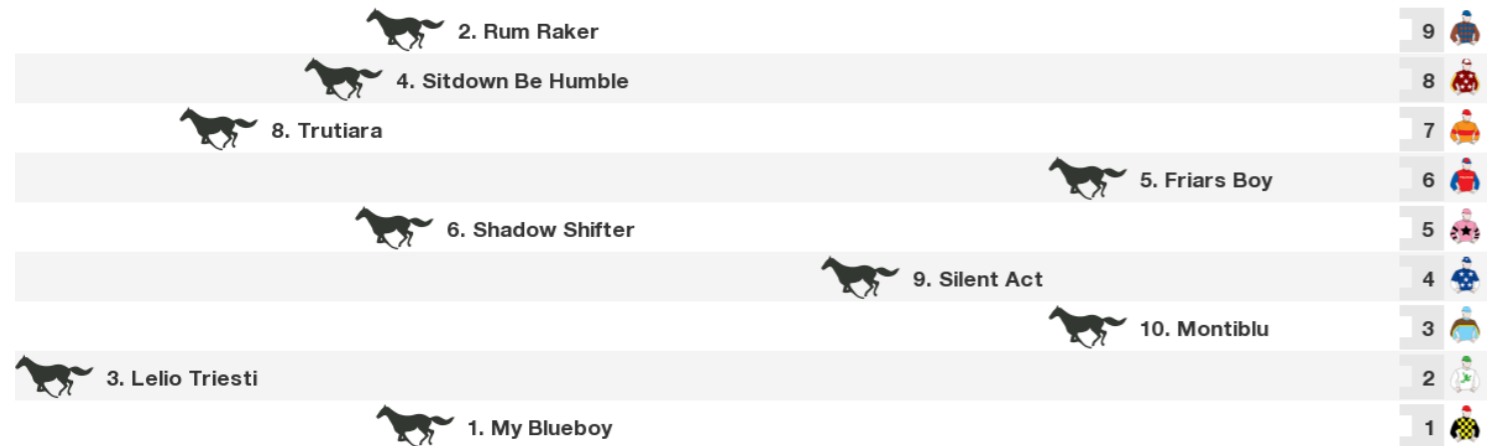 2. Rum Raker 9
4. Sitdown Be Humble 8
8. Trutiara 7
5. Friars Boy 6
6. Shadow Shifter 5
9. Silent Act 4
10. Montiblu 3
3. Lelio Triesti 2
1. My Blueboy 1